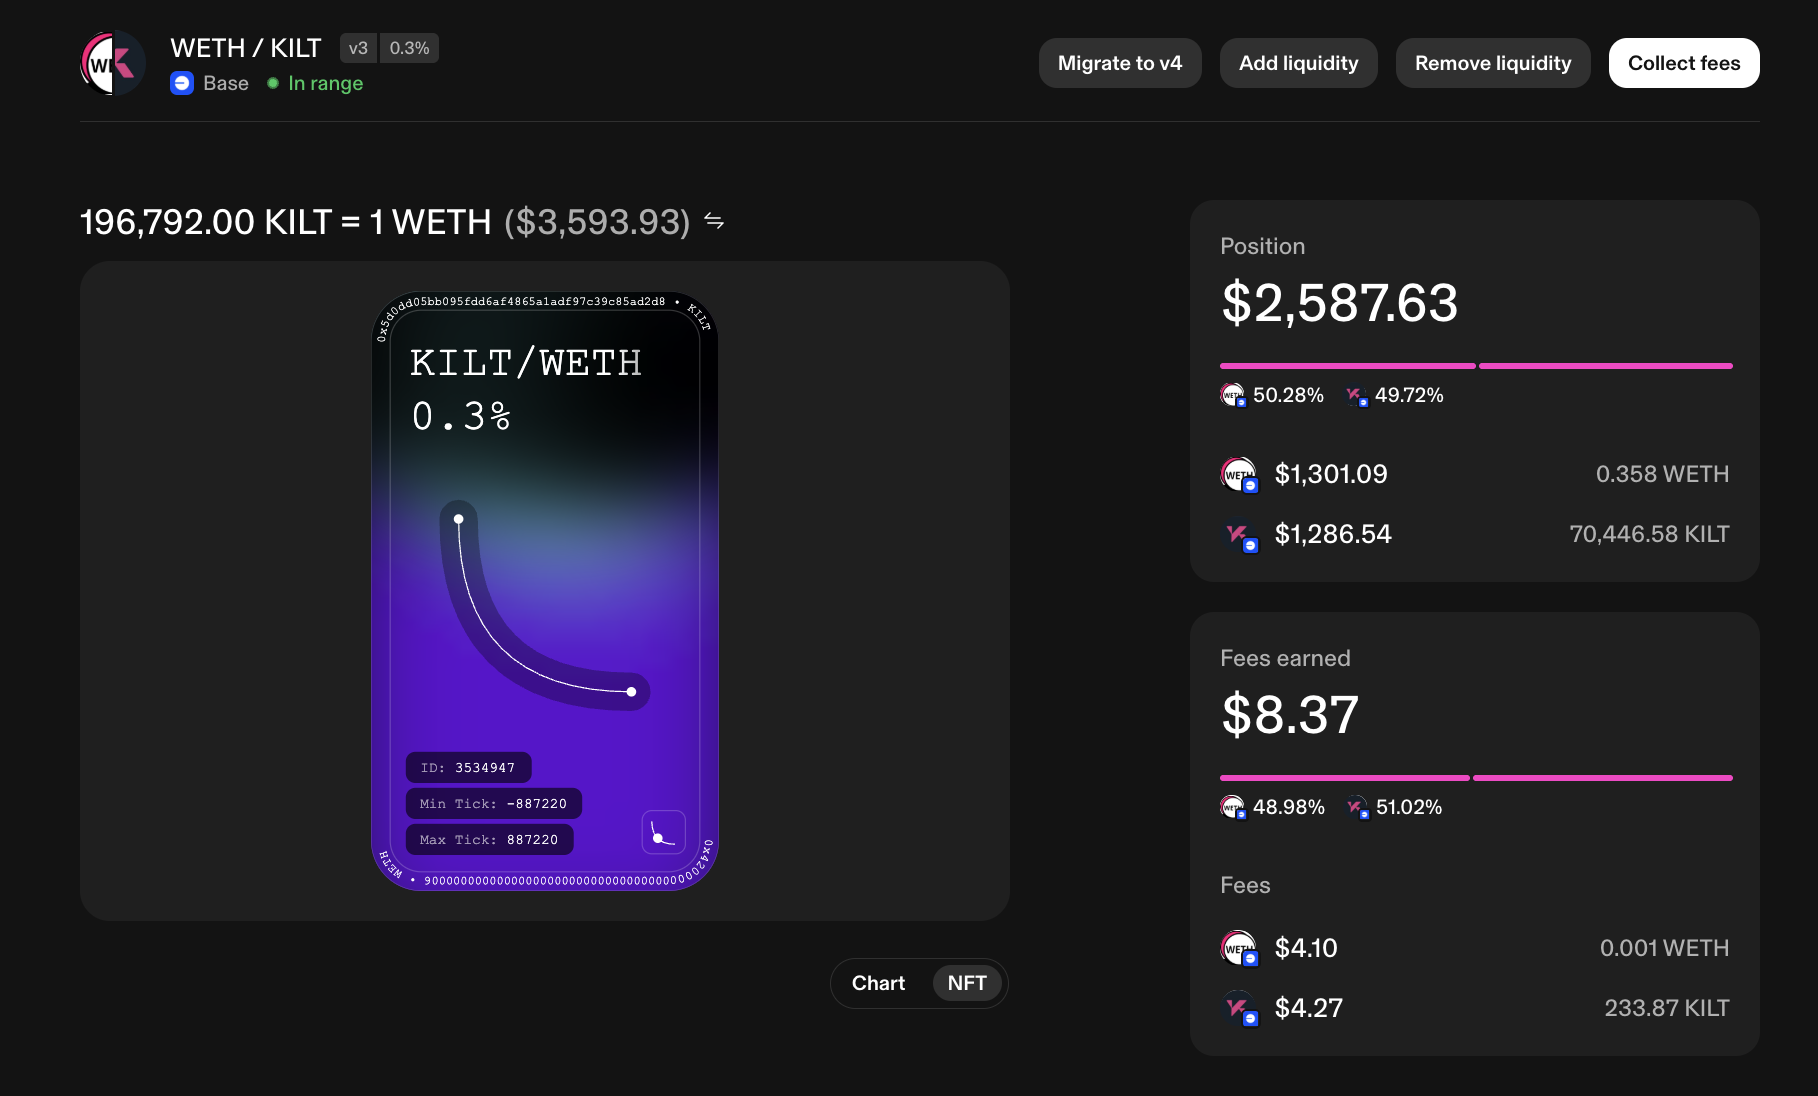 WETH / KILT v3 0.3%
Base In range
Migrate to v4
Add liquidity
Remove liquidity
Collect fees
196,792.00 KILT = 1 WETH ($3,593.93)
0x5d0dd05bb095fdd6af4865a1adf97c39c85ad2d8 • KILT
KILT/WETH
0.3%
ID: 3534947
Min Tick: -887220
Max Tick: 887220
0x4200000000000000000000000000000000000006 • WETH
Chart
NFT
Position
$2,587.63
50.28% 49.72%
$1,301.09 0.358 WETH
$1,286.54 70,446.58 KILT
Fees earned
$8.37
48.98% 51.02%
Fees
$4.10 0.001 WETH
$4.27 233.87 KILT